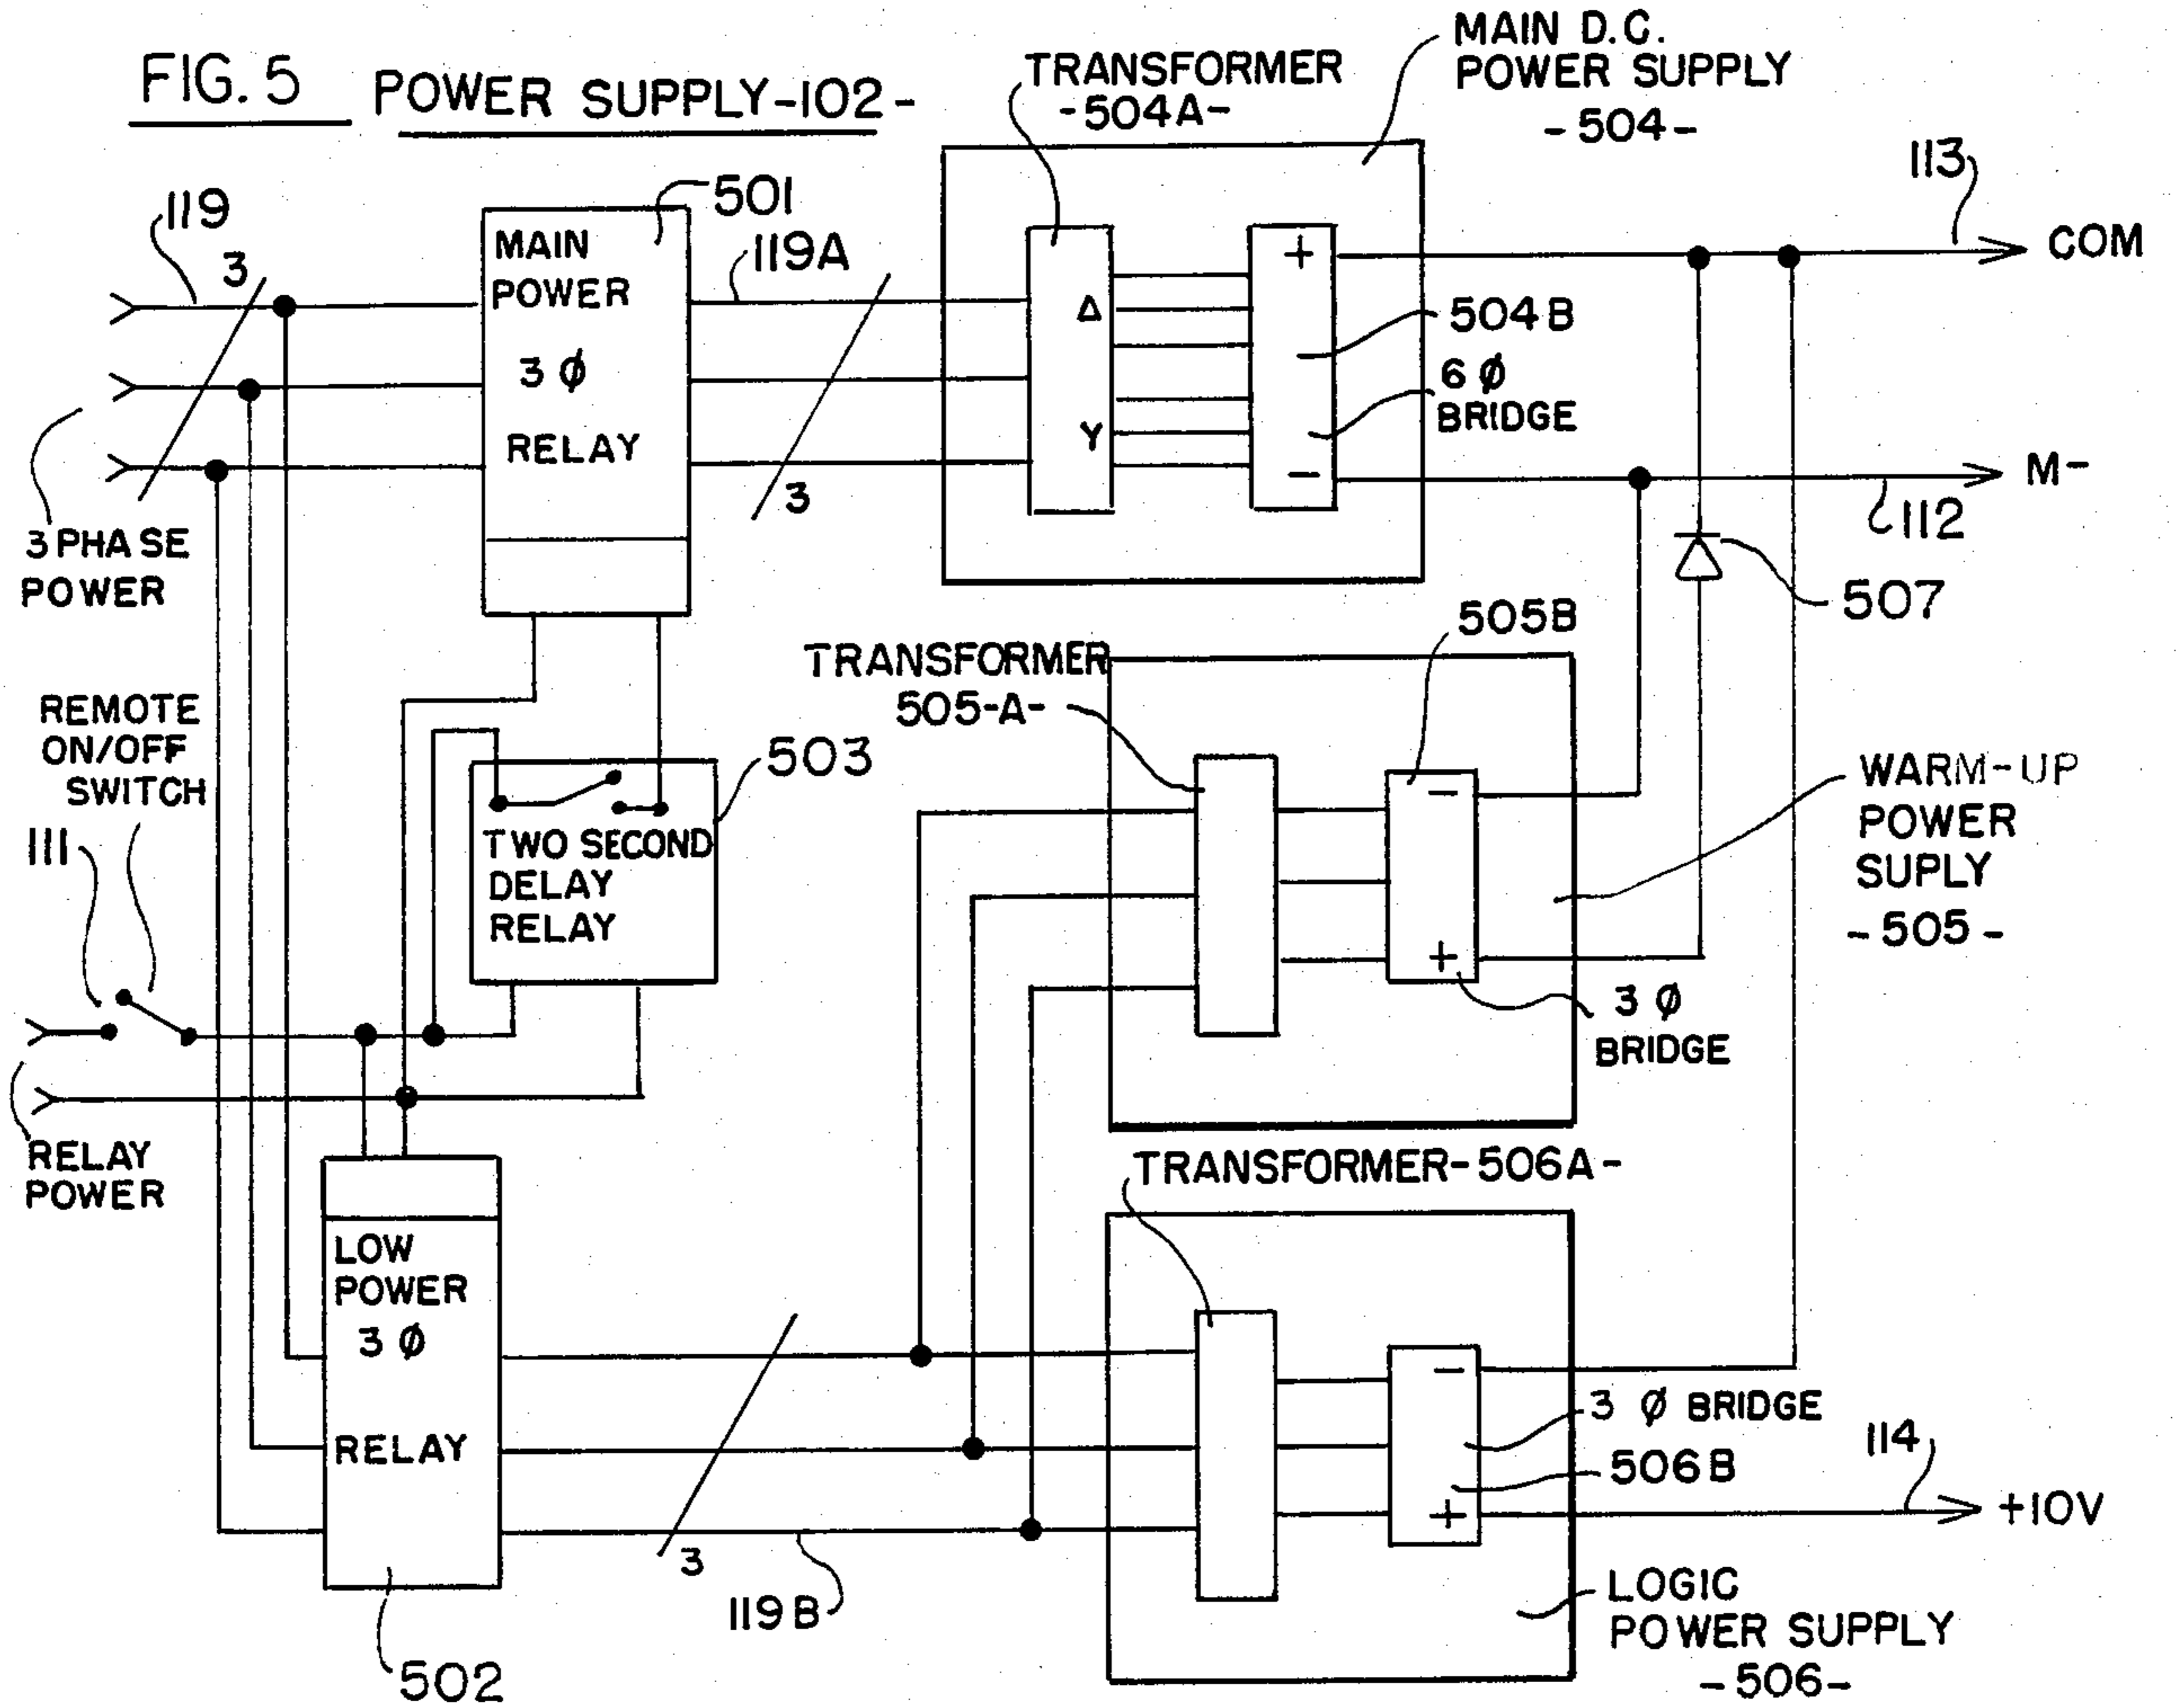 FIG. 5
POWER SUPPLY-102-
TRANSFORMER
-504A-
MAIN D.C.
POWER SUPPLY
-504-
113
COM
119
3
501
119A
MAIN
POWER
3 Ø
RELAY
3
Δ
Y
+
−
504B
6 Ø
BRIDGE
M-
112
3 PHASE
POWER
507
TRANSFORMER
505-A-
505B
REMOTE
ON/OFF
SWITCH
111
503
TWO SECOND
DELAY
RELAY
−
+
WARM-UP
POWER
SUPLY
-505-
3 Ø
BRIDGE
RELAY
POWER
TRANSFORMER-506A-
LOW
POWER
3 Ø
RELAY
3
119B
−
+
3 Ø BRIDGE
506B
114
+10V
LOGIC
POWER SUPPLY
-506-
502